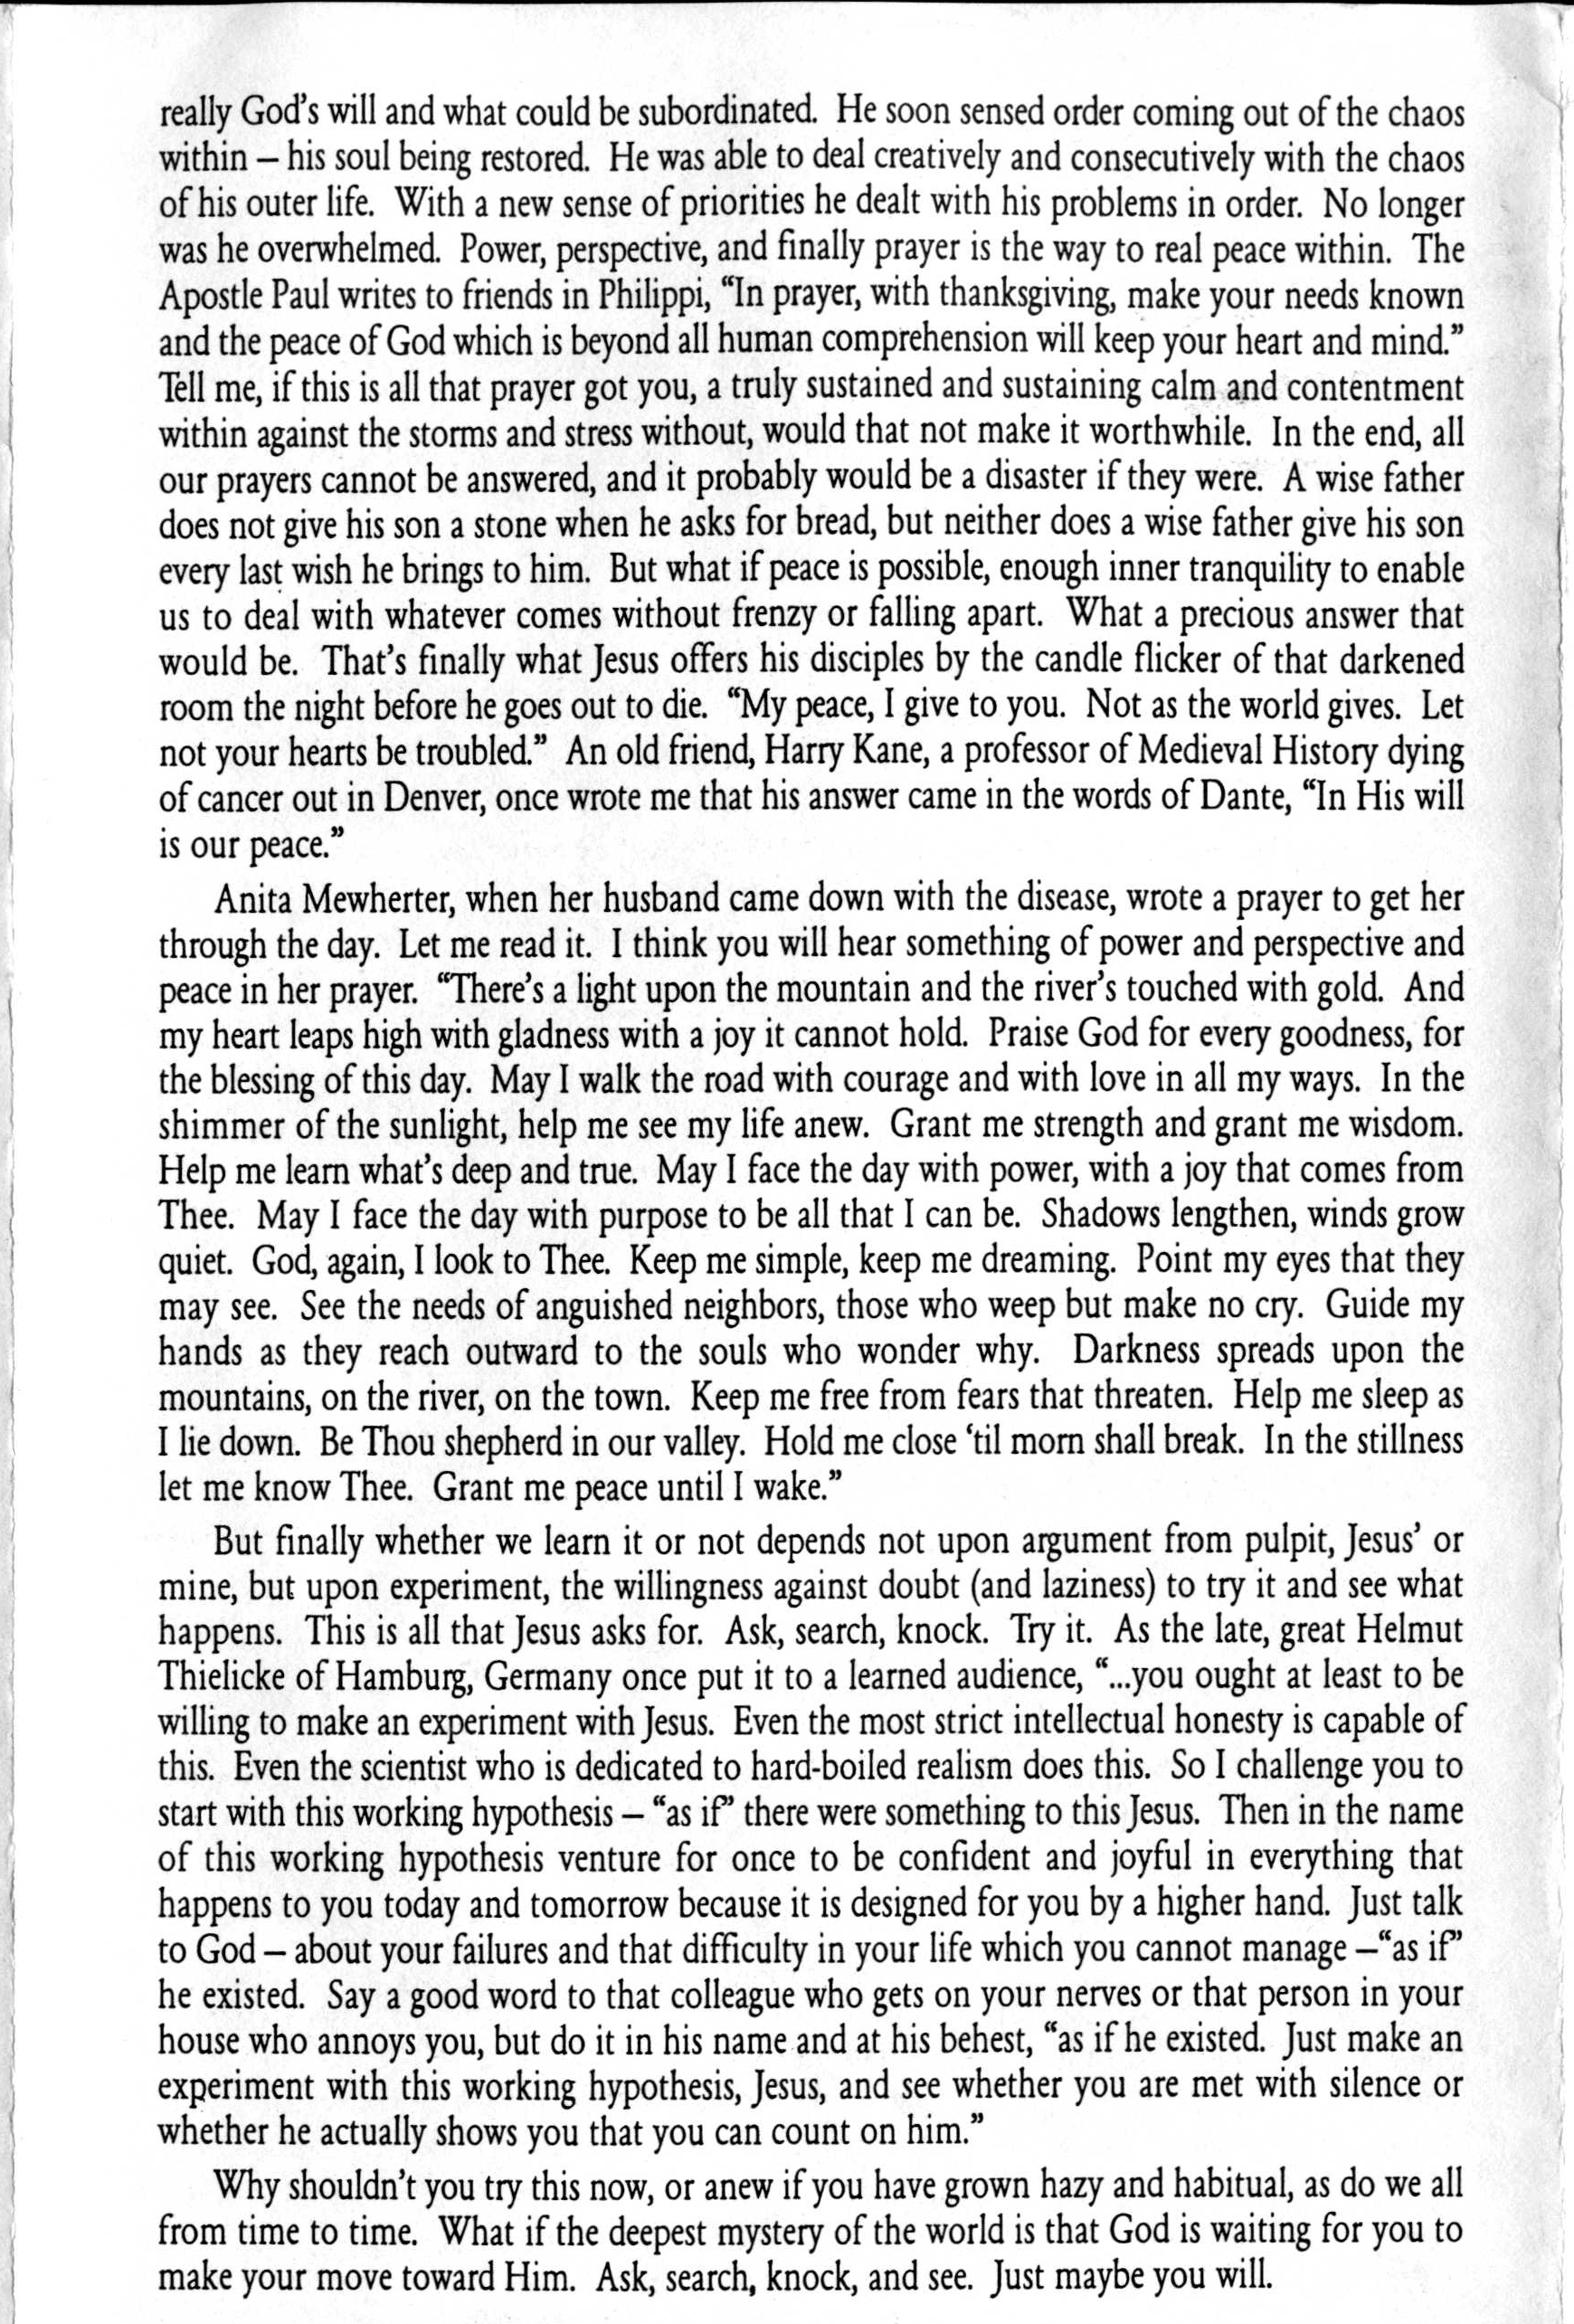 really God’s will and what could be subordinated.  He soon sensed order coming out of the chaos
within – his soul being restored.  He was able to deal creatively and consecutively with the chaos
of his outer life.  With a new sense of priorities he dealt with his problems in order.  No longer
was he overwhelmed.  Power, perspective, and finally prayer is the way to real peace within.  The
Apostle Paul writes to friends in Philippi, “In prayer, with thanksgiving, make your needs known
and the peace of God which is beyond all human comprehension will keep your heart and mind.”
Tell me, if this is all that prayer got you, a truly sustained and sustaining calm and contentment
within against the storms and stress without, would that not make it worthwhile.  In the end, all
our prayers cannot be answered, and it probably would be a disaster if they were.  A wise father
does not give his son a stone when he asks for bread, but neither does a wise father give his son
every last wish he brings to him.  But what if peace is possible, enough inner tranquility to enable
us to deal with whatever comes without frenzy or falling apart.  What a precious answer that
would be.  That’s finally what Jesus offers his disciples by the candle flicker of that darkened
room the night before he goes out to die.  “My peace, I give to you.  Not as the world gives.  Let
not your hearts be troubled.”  An old friend, Harry Kane, a professor of Medieval History dying
of cancer out in Denver, once wrote me that his answer came in the words of Dante, “In His will
is our peace.”
Anita Mewherter, when her husband came down with the disease, wrote a prayer to get her
through the day.  Let me read it.  I think you will hear something of power and perspective and
peace in her prayer.  “There’s a light upon the mountain and the river’s touched with gold.  And
my heart leaps high with gladness with a joy it cannot hold.  Praise God for every goodness, for
the blessing of this day.  May I walk the road with courage and with love in all my ways.  In the
shimmer of the sunlight, help me see my life anew.  Grant me strength and grant me wisdom.
Help me learn what’s deep and true.  May I face the day with power, with a joy that comes from
Thee.  May I face the day with purpose to be all that I can be.  Shadows lengthen, winds grow
quiet.  God, again, I look to Thee.  Keep me simple, keep me dreaming.  Point my eyes that they
may see.  See the needs of anguished neighbors, those who weep but make no cry.  Guide my
hands as they reach outward to the souls who wonder why.  Darkness spreads upon the
mountains, on the river, on the town.  Keep me free from fears that threaten.  Help me sleep as
I lie down.  Be Thou shepherd in our valley.  Hold me close ‘til morn shall break.  In the stillness
let me know Thee.  Grant me peace until I wake.”
But finally whether we learn it or not depends not upon argument from pulpit, Jesus’ or
mine, but upon experiment, the willingness against doubt (and laziness) to try it and see what
happens.  This is all that Jesus asks for.  Ask, search, knock.  Try it.  As the late, great Helmut
Thielicke of Hamburg, Germany once put it to a learned audience, “...you ought at least to be
willing to make an experiment with Jesus.  Even the most strict intellectual honesty is capable of
this.  Even the scientist who is dedicated to hard-boiled realism does this.  So I challenge you to
start with this working hypothesis – “as if” there were something to this Jesus.  Then in the name
of this working hypothesis venture for once to be confident and joyful in everything that
happens to you today and tomorrow because it is designed for you by a higher hand.  Just talk
to God – about your failures and that difficulty in your life which you cannot manage –“as if”
he existed.  Say a good word to that colleague who gets on your nerves or that person in your
house who annoys you, but do it in his name and at his behest, “as if he existed.  Just make an
experiment with this working hypothesis, Jesus, and see whether you are met with silence or
whether he actually shows you that you can count on him.”
Why shouldn’t you try this now, or anew if you have grown hazy and habitual, as do we all
from time to time.  What if the deepest mystery of the world is that God is waiting for you to
make your move toward Him.  Ask, search, knock, and see.  Just maybe you will.